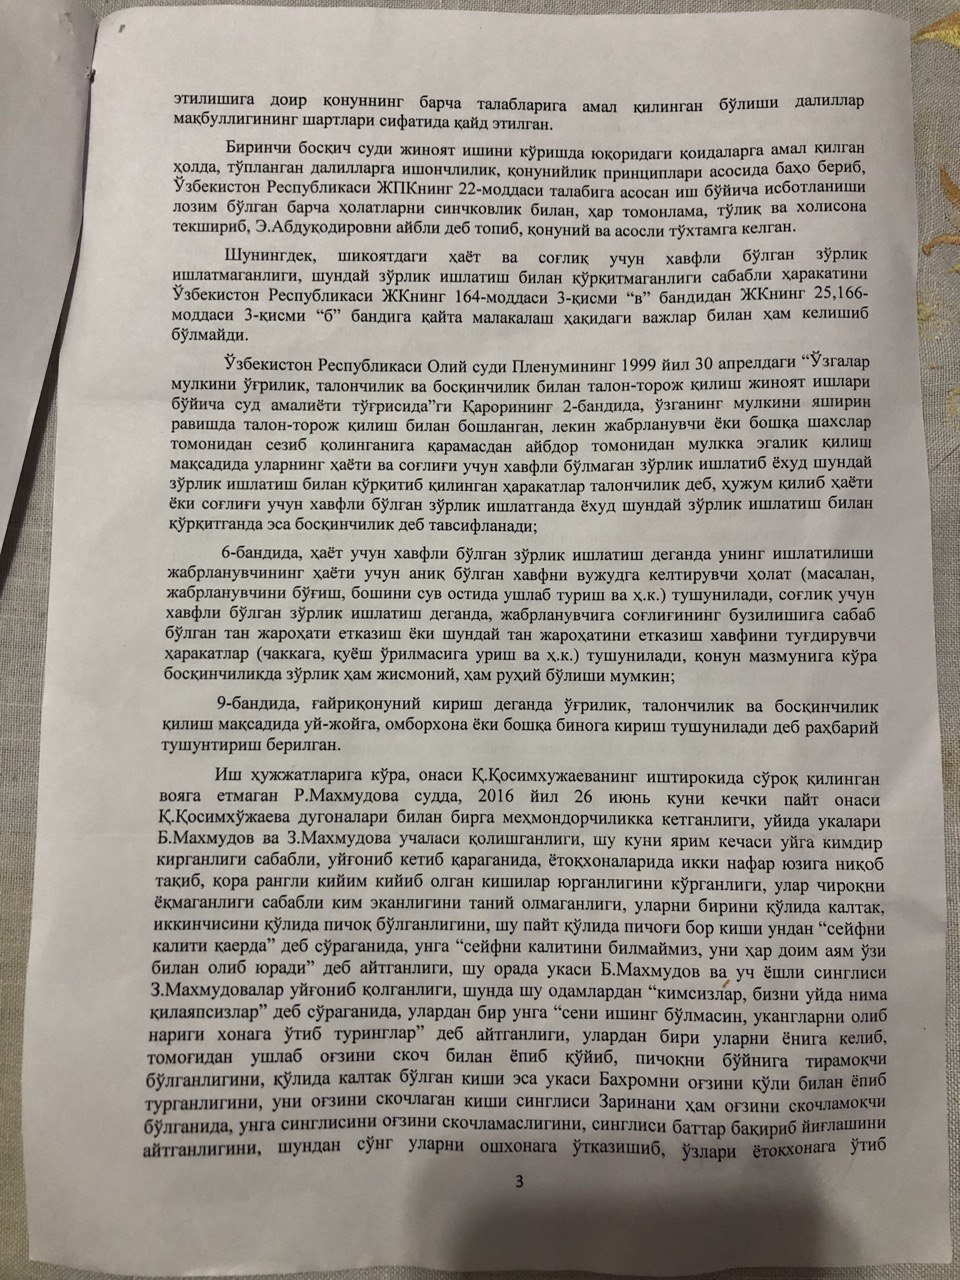 этилишига доир қонуннинг барча талабларига амал қилинган бўлиши далиллар
мақбуллигининг шартлари сифатида қайд этилган.
Биринчи босқич суди жиноят ишини кўришда юқоридаги қоидаларга амал қилган
ҳолда, тўпланган далилларга ишончлилик, қонунийлик принциплари асосида баҳо бериб,
Ўзбекистон Республикаси ЖПКнинг 22-моддаси талабига асосан иш бўйича исботланиши
лозим бўлган барча ҳолатларни синчковлик билан, ҳар томонлама, тўлиқ ва холисона
текшириб, Э.Абдуқодировни айбли деб топиб, қонуний ва асосли тўхтамга келган.
Шунингдек, шикоятдаги ҳаёт ва соғлиқ учун хавфли бўлган зўрлик
ишлатмаганлиги, шундай зўрлик ишлатиш билан қўрқитмаганлиги сабабли ҳаракатини
Ўзбекистон Республикаси ЖКнинг 164-моддаси 3-қисми “в” бандидан ЖКнинг 25,166-
моддаси 3-қисми “б” бандига қайта малакалаш ҳақидаги важлар билан ҳам келишиб
бўлмайди.
Ўзбекистон Республикаси Олий суди Пленумининг 1999 йил 30 апрелдаги “Ўзгалар
мулкини ўғрилик, талончилик ва босқинчилик билан талон-торож қилиш жиноят ишлари
бўйича суд амалиёти тўғрисида”ги Қарорининг 2-бандида, ўзганинг мулкини яширин
равишда талон-торож қилиш билан бошланган, лекин жабрланувчи ёки бошқа шахслар
томонидан сезиб қолинганига қарамасдан айбдор томонидан мулкка эгалик қилиш
мақсадида уларнинг ҳаёти ва соғлиғи учун хавфли бўлмаган зўрлик ишлатиб ёхуд шундай
зўрлик ишлатиш билан қўрқитиб қилинган ҳаракатлар талончилик деб, ҳужум қилиб ҳаёти
ёки соғлиғи учун хавфли бўлган зўрлик ишлатганда ёхуд шундай зўрлик ишлатиш билан
қўрқитганда эса босқинчилик деб тавсифланади;
6-бандида, ҳаёт учун хавфли бўлган зўрлик ишлатиш деганда унинг ишлатилиши
жабрланувчининг ҳаёти учун аниқ бўлган хавфни вужудга келтирувчи ҳолат (масалан,
жабрланувчини бўғиш, бошини сув остида ушлаб туриш ва ҳ.к.) тушунилади, соғлиқ учун
хавфли бўлган зўрлик ишлатиш деганда, жабрланувчига соғлиғининг бузилишига сабаб
бўлган тан жароҳати етказиш ёки шундай тан жароҳатини етказиш хавфини туғдирувчи
ҳаракатлар (чаккага, қуёш ўрилмасига уриш ва ҳ.к.) тушунилади, қонун мазмунига кўра
босқинчиликда зўрлик ҳам жисмоний, ҳам руҳий бўлиши мумкин;
9-бандида, ғайриқонуний кириш деганда ўғрилик, талончилик ва босқинчилик
қилиш мақсадида уй-жойга, омборхона ёки бошқа бинога кириш тушунилади деб раҳбарий
тушунтириш берилган.
Иш ҳужжатларига кўра, онаси Қ.Қосимхужаеванинг иштирокида сўроқ қилинган
вояга етмаган Р.Махмудова судда, 2016 йил 26 июнь куни кечки пайт онаси
Қ.Қосимхўжаева дугоналари билан бирга меҳмондорчиликка кетганлиги, уйида укалари
Б.Махмудов ва З.Махмудова учаласи қолишганлиги, шу куни ярим кечаси уйга кимдир
кирганлиги сабабли, уйғониб кетиб қараганида, ётоқхоналарида икки нафар юзига ниқоб
тақиб, қора рангли кийим кийиб олган кишилар юрганлигини кўрганлиги, улар чироқни
ёқмаганлиги сабабли ким эканлигини таний олмаганлиги, уларни бирини қўлида калтак,
иккинчисини қўлида пичоқ бўлганлигини, шу пайт қўлида пичоғи бор киши ундан “сейфни
калити қаерда” деб сўраганида, унга “сейфни калитини билмаймиз, уни ҳар доим аям ўзи
билан олиб юради” деб айтганлиги, шу орада укаси Б.Махмудов ва уч ёшли синглиси
З.Махмудовалар уйғониб қолганлиги, шунда шу одамлардан “кимсизлар, бизни уйда нима
қилаяпсизлар” деб сўраганида, улардан бир унга “сени ишинг бўлмасин, укангларни олиб
нариги хонага ўтиб туринглар” деб айтганлиги, улардан бири уларни ёнига келиб,
томоғидан ушлаб оғзини скоч билан ёпиб қўйиб, пичоқни бўйнига тирамоқчи
бўлганлигини, қўлида калтак бўлган киши эса укаси Бахромни оғзини қўли билан ёпиб
турганлигини, уни оғзини скочлаган киши синглиси Заринани ҳам оғзини скочламоқчи
бўлганида, унга синглисини оғзини скочламаслигини, синглиси баттар бақириб йиғлашини
айтганлигини, шундан сўнг уларни ошхонага ўтказишиб, ўзлари ётоқхонага ўтиб
3